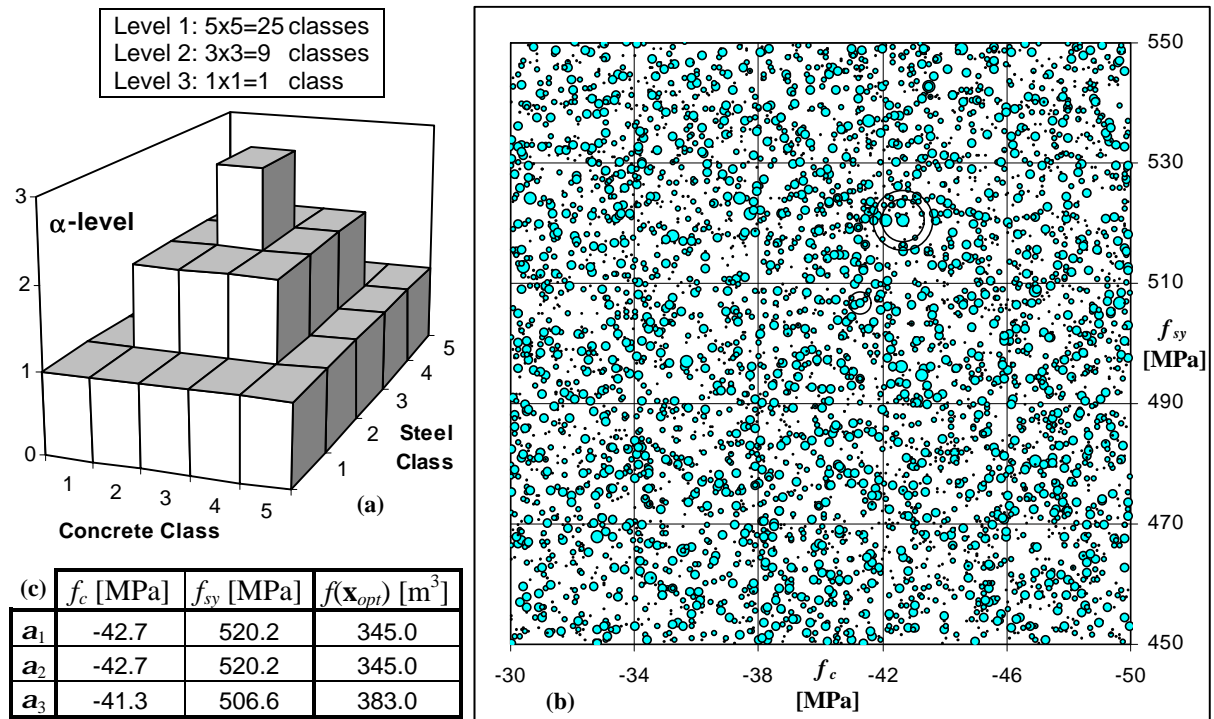 Level 1: 5x5=25 classes
Level 2: 3x3=9 classes
Level 3: 1x1=1 class
3
α-level
2
1
0
1
2
3
4
5
Concrete Class
1
2
3
4
5
Steel
Class
(a)
(c) f_c [MPa] f_sy [MPa] f(x_opt) [m³]
a₁ -42.7 520.2 345.0
a₂ -42.7 520.2 345.0
a₃ -41.3 506.6 383.0
550
530
510
f_sy
[MPa]
490
470
450
-30 -34 -38 f_c -42 -46 -50
(b) [MPa]